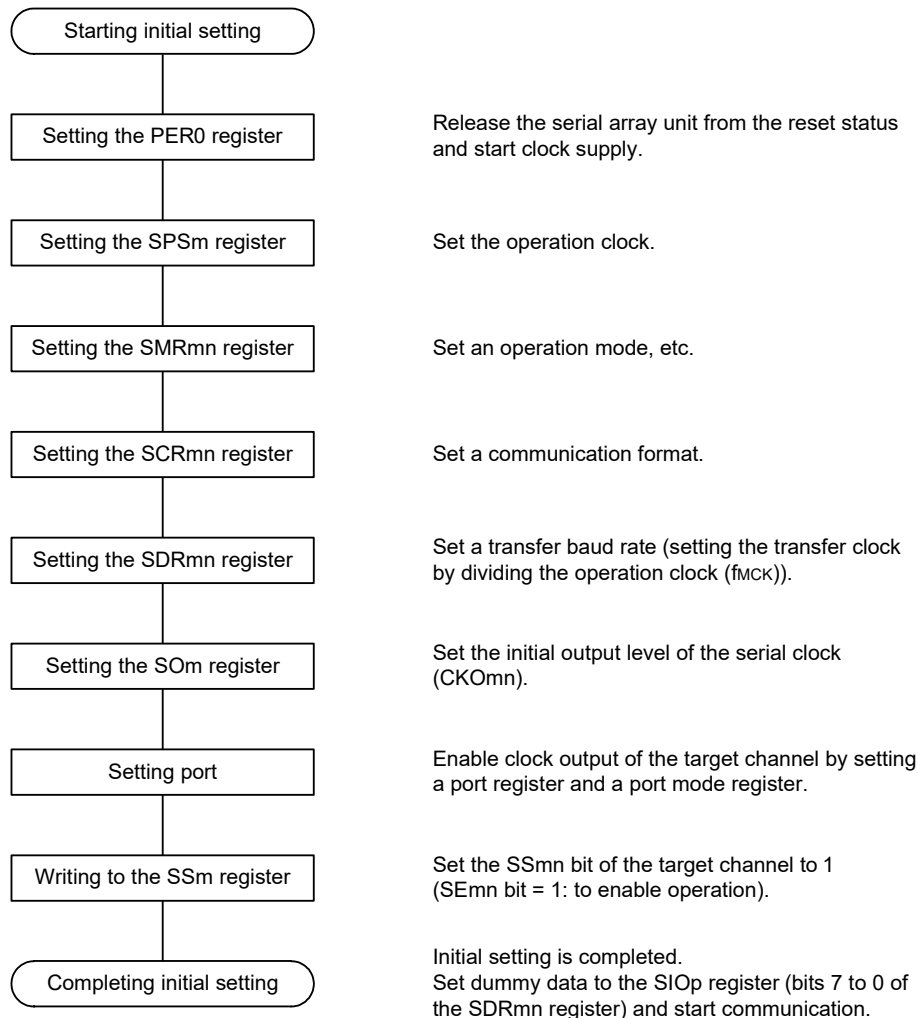 Starting initial setting
Setting the PER0 register
Release the serial array unit from the reset status
and start clock supply.
Setting the SPSm register
Set the operation clock.
Setting the SMRmn register
Set an operation mode, etc.
Setting the SCRmn register
Set a communication format.
Setting the SDRmn register
Set a transfer baud rate (setting the transfer clock
by dividing the operation clock (fMCK)).
Setting the SOm register
Set the initial output level of the serial clock
(CKOmn).
Setting port
Enable clock output of the target channel by setting
a port register and a port mode register.
Writing to the SSm register
Set the SSmn bit of the target channel to 1
(SEmn bit = 1: to enable operation).
Completing initial setting
Initial setting is completed.
Set dummy data to the SIOp register (bits 7 to 0 of
the SDRmn register) and start communication.